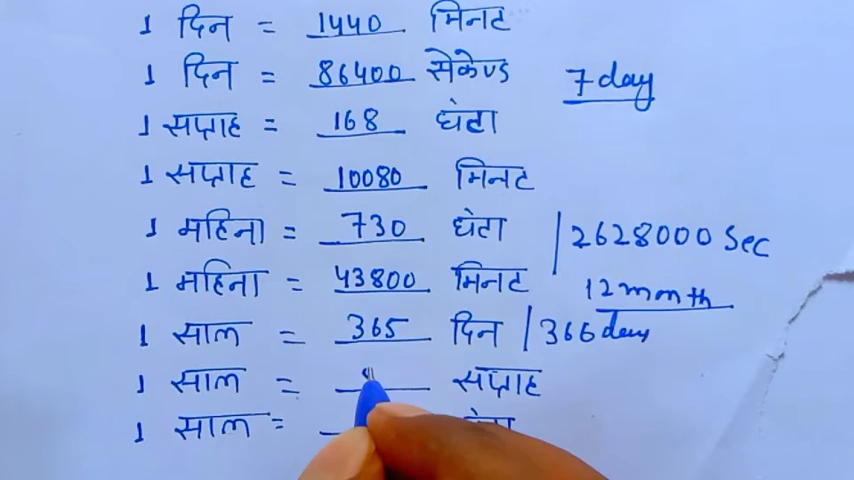 1 दिन = 1440 मिनट
1 दिन = 86400 सेकेण्ड 7 day
1 सप्ताह = 168 घंटा
1 सप्ताह = 10080 मिनट
1 महिना = 730 घंटा | 2628000 Sec
1 महिना = 43800 मिनट 12 month
1 साल = 365 दिन | 366 day
1 साल = सप्ताह
1 साल =